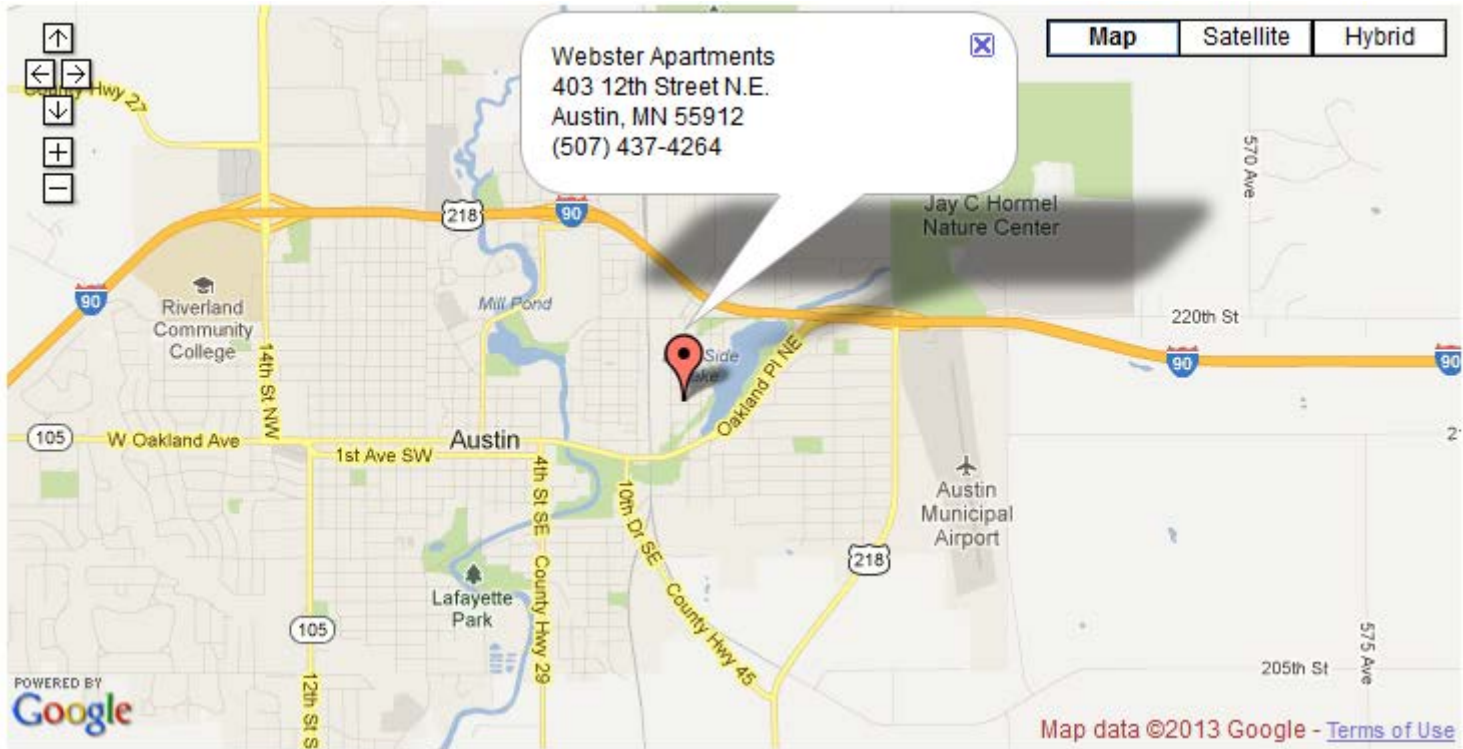 Webster Apartments
403 12th Street N.E.
Austin, MN 55912
(507) 437-4264
Map
Satellite
Hybrid
County Hwy 27
570 Ave
Jay C Hormel
Nature Center
218
90
90
Riverland
Community
College
Mill Pond
220th St
Side
90
90
14th St NW
Oakland Pl NE
105
W Oakland Ave
Austin
1st Ave SW
4th St SE
10th Dr SE
Austin
Municipal
Airport
218
County Hwy 29
County Hwy 45
Lafayette
Park
105
575 Ave
205th St
12th St S
POWERED BY
Google
Map data ©2013 Google - Terms of Use